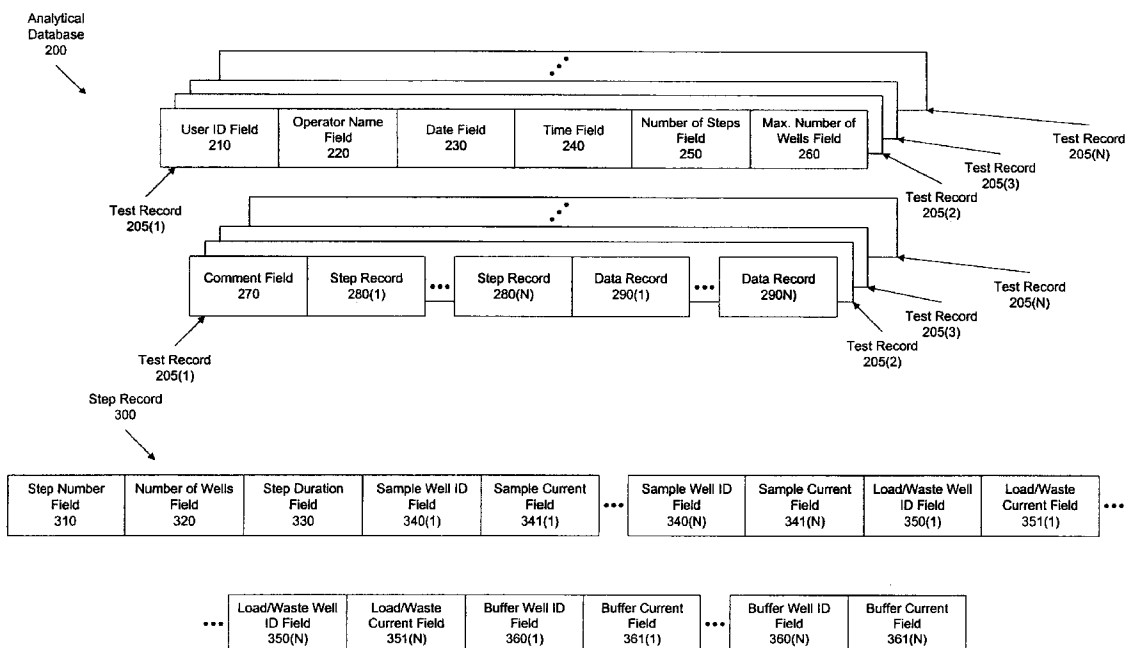 Analytical
Database
200
User ID Field
210
Operator Name
Field
220
Date Field
230
Time Field
240
Number of Steps
Field
250
Max. Number of
Wells Field
260
Test Record
205(N)
Test Record
205(3)
Test Record
205(2)
Test Record
205(1)
Comment Field
270
Step Record
280(1)
Step Record
280(N)
Data Record
290(1)
Data Record
290N)
Test Record
205(N)
Test Record
205(3)
Test Record
205(2)
Test Record
205(1)
Step Record
300
Step Number
Field
310
Number of Wells
Field
320
Step Duration
Field
330
Sample Well ID
Field
340(1)
Sample Current
Field
341(1)
Sample Well ID
Field
340(N)
Sample Current
Field
341(N)
Load/Waste Well
ID Field
350(1)
Load/Waste
Current Field
351(1)
Load/Waste Well
ID Field
350(N)
Load/Waste
Current Field
351(N)
Buffer Well ID
Field
360(1)
Buffer Current
Field
361(1)
Buffer Well ID
Field
360(N)
Buffer Current
Field
361(N)